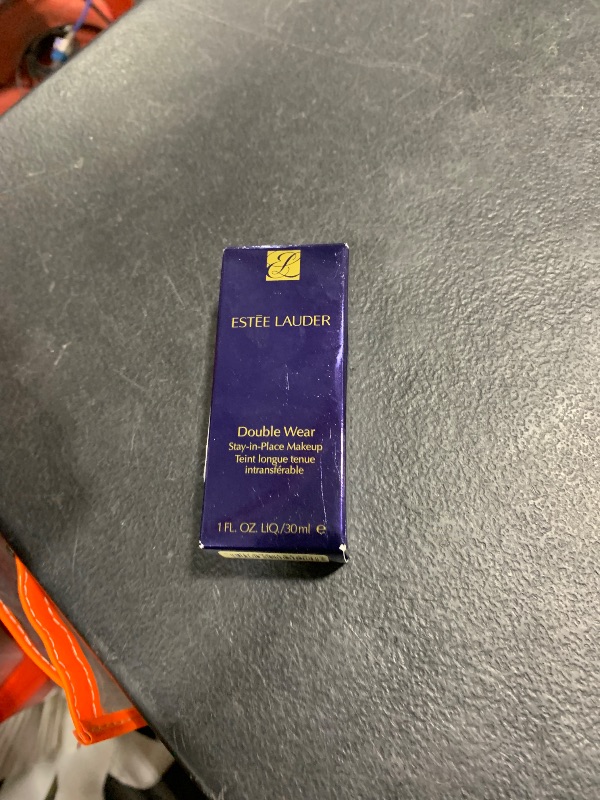 ESTĒE LAUDER
Double Wear
Stay-in-Place Makeup
Teint longue tenue
intransférable
1 FL. OZ. LIQ./30ml ℮